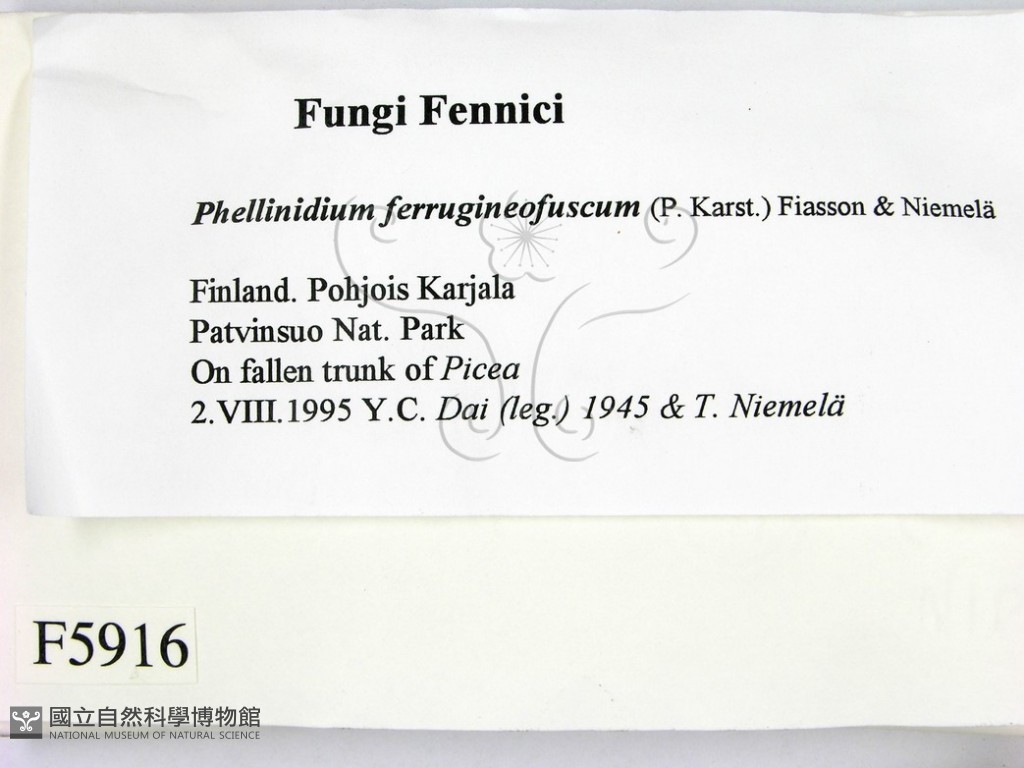 Fungi Fennici
Phellinidium ferrugineofuscum (P. Karst.) Fiasson & Niemelä
Finland. Pohjois Karjala
Patvinsuo Nat. Park
On fallen trunk of Picea
2.VIII.1995 Y.C. Dai (leg.) 1945 & T. Niemelä
F5916
國立自然科學博物館
NATIONAL MUSEUM OF NATURAL SCIENCE